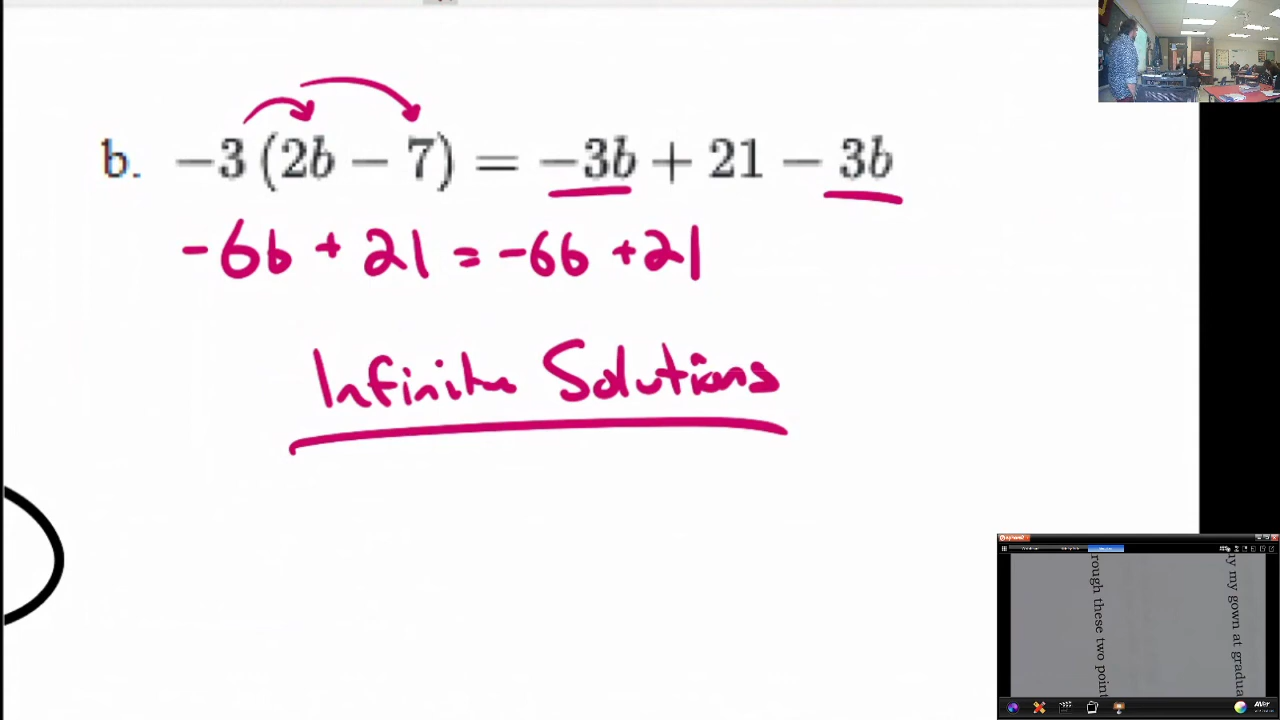 b. −3 (2b − 7) = −3b + 21 − 3b
-6b + 21 = -6b + 21
Infinite Solutions
rough these two point
my gown at gradua